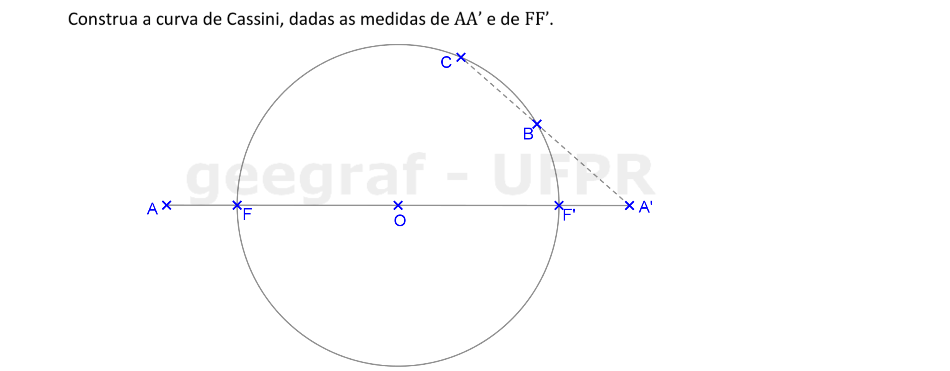 Construa a curva de Cassini, dadas as medidas de AA’ e de FF’.
C
B
geegraf - UFPR
A F O F' A'